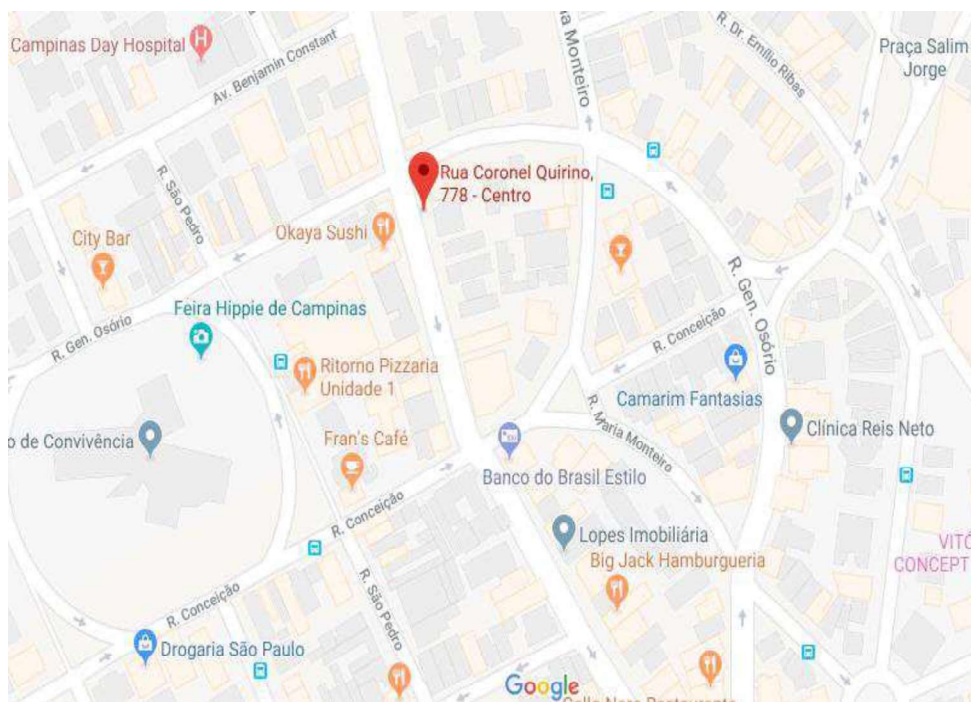 Campinas Day Hospital
Av. Benjamin Constant
a Monteiro
R. Dr. Emílio Ribas
Praça Salim
Jorge
R. São Pedro
Rua Coronel Quirino,
778 - Centro
City Bar
Okaya Sushi
R. Gen. Osório
Feira Hippie de Campinas
R. Gen. Osório
R. Conceição
Ritorno Pizzaria
Unidade 1
Camarim Fantasias
o de Convivência
Fran's Café
R. Maria Monteiro
Clínica Reis Neto
Banco do Brasil Estilo
R. Conceição
Lopes Imobiliária
Big Jack Hamburgueria
VITÓ
CONCEPT
R. Conceição
R. São Pedro
Drogaria São Paulo
Google